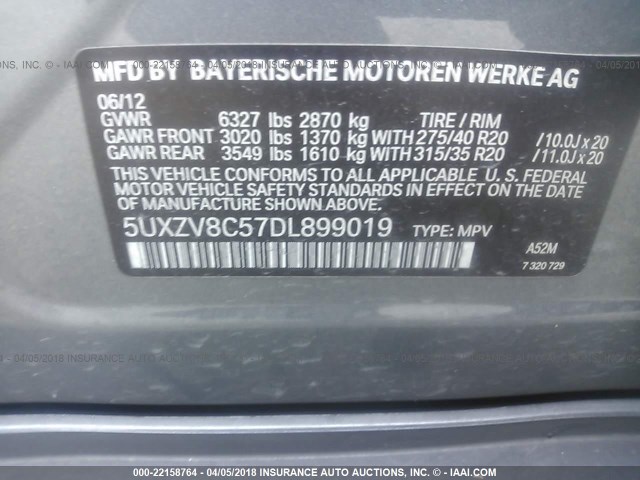 MFD BY BAYERISCHE MOTOREN WERKE AG
06/12
GVWR 6327 lbs 2870 kg TIRE / RIM
GAWR FRONT 3020 lbs 1370 kg WITH 275/40 R20 /10.0J x 20
GAWR REAR 3549 lbs 1610 kg WITH 315/35 R20 /11.0J x 20
THIS VEHICLE CONFORMS TO ALL APPLICABLE U. S. FEDERAL
MOTOR VEHICLE SAFETY STANDARDS IN EFFECT ON THE DATE
OF MANUFACTURE SHOWN ABOVE.
5UXZV8C57DL899019 TYPE: MPV
A52M
7 320 729
000-22158764 - 04/05/2018 INSURANCE AUTO AUCTIONS, INC. - © IAAI.COM